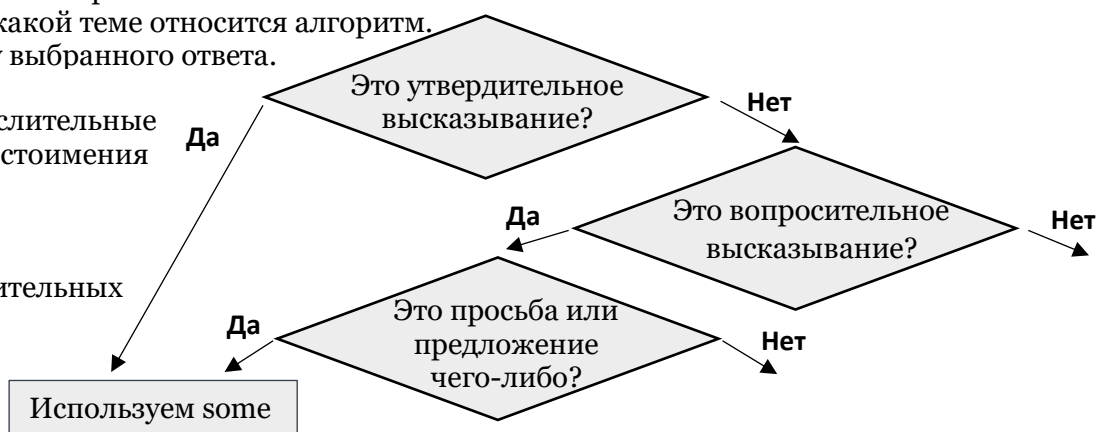 какой теме относится алгоритм.
выбранного ответа.
Это утвердительное
высказывание?
Нет
Да
слительные
стоимения
Да
Это вопросительное
высказывание?
Нет
ительных
Да
Это просьба или
предложение
чего-либо?
Нет
Используем some